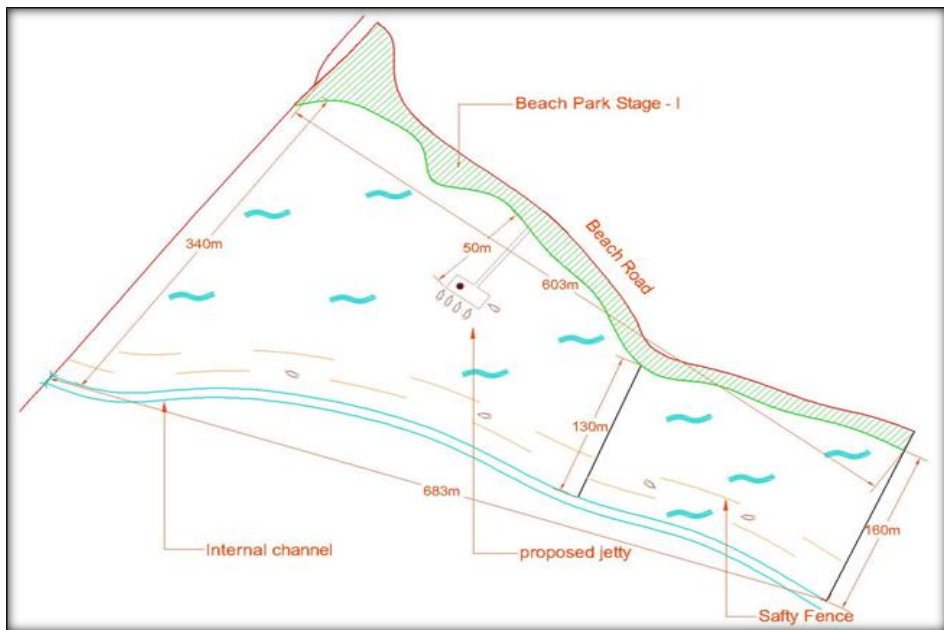 Beach Park Stage - I
340m
50m
603m
Beach Road
130m
683m
160m
Internal channel
proposed jetty
Safty Fence